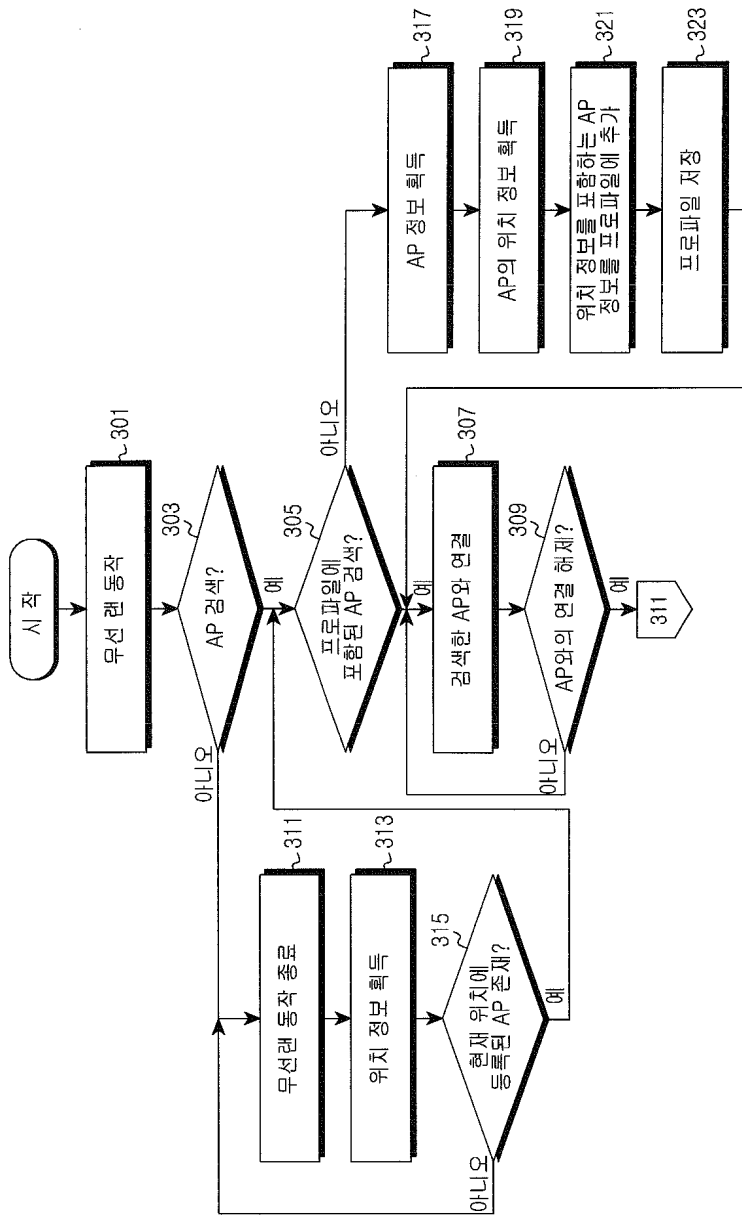 시 작
무선 랜 동작
301
AP 검색?
303
아니오
예
프로파일에
포함된 AP 검색?
305
아니오
예
검색한 AP와 연결
307
AP와의 연결 해제?
309
아니오
예
311
무선랜 동작 종료
311
위치 정보 획득
313
현재 위치에
등록된 AP 존재?
315
아니오
예
AP 정보 획득
317
AP의 위치 정보 획득
319
위치 정보를 포함하는 AP
정보를 프로파일에 추가
321
프로파일 저장
323